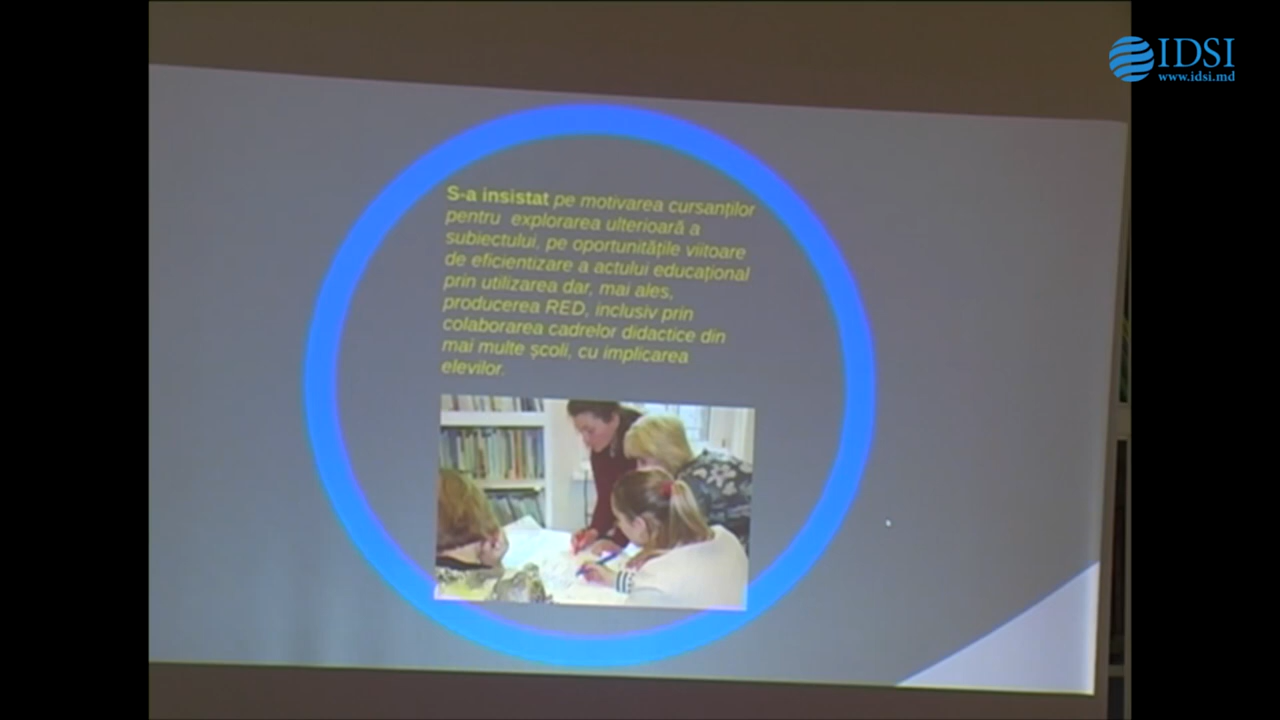 IDSI
www.idsi.md
S-a insistat pe motivarea cursanților
pentru explorarea ulterioară a
subiectului, pe oportunitățile viitoare
de eficientizare a actului educațional
prin utilizarea dar, mai ales,
producerea RED, inclusiv prin
colaborarea cadrelor didactice din
mai multe școli, cu implicarea
elevilor.